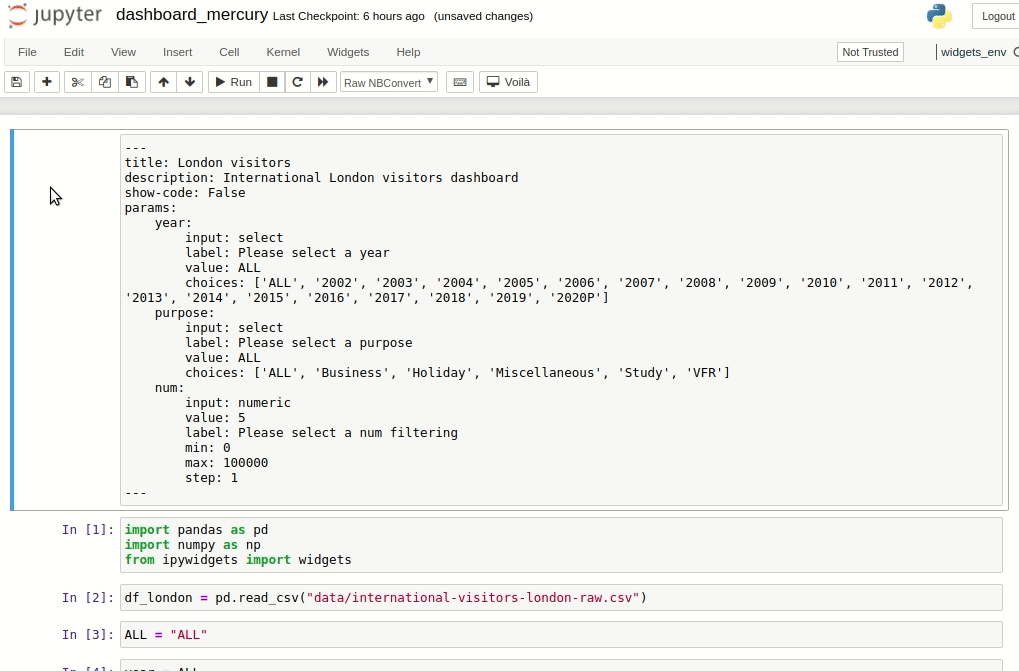 jupyter dashboard_mercury Last Checkpoint: 6 hours ago (unsaved changes) Logout
File Edit View Insert Cell Kernel Widgets Help Not Trusted widgets_env
Run Raw NBConvert Voilà
---
title: London visitors
description: International London visitors dashboard
show-code: False
params:
    year:
        input: select
        label: Please select a year
        value: ALL
        choices: ['ALL', '2002', '2003', '2004', '2005', '2006', '2007', '2008', '2009', '2010', '2011', '2012',
'2013', '2014', '2015', '2016', '2017', '2018', '2019', '2020P']
    purpose:
        input: select
        label: Please select a purpose
        value: ALL
        choices: ['ALL', 'Business', 'Holiday', 'Miscellaneous', 'Study', 'VFR']
    num:
        input: numeric
        value: 5
        label: Please select a num filtering
        min: 0
        max: 100000
        step: 1
---
In [1]: import pandas as pd
import numpy as np
from ipywidgets import widgets
In [2]: df_london = pd.read_csv("data/international-visitors-london-raw.csv")
In [3]: ALL = "ALL"
In [4]: year = ALL